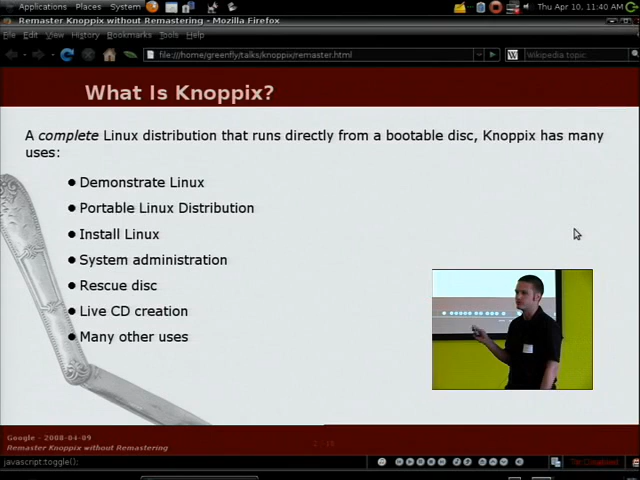 Applications Places System
Thu Apr 10, 11:40 AM
Remaster Knoppix without Remastering - Mozilla Firefox
File Edit View History Bookmarks Tools Help
file:///home/greenfly/talks/knoppix/remaster.html
W
Wikipedia topic
What Is Knoppix?
A complete Linux distribution that runs directly from a bootable disc, Knoppix has many
uses:
Demonstrate Linux
Portable Linux Distribution
Install Linux
System administration
Rescue disc
Live CD creation
Many other uses
Google - 2008-04-09
Remaster Knoppix without Remastering
javascript:toggle();
Tor Disabled